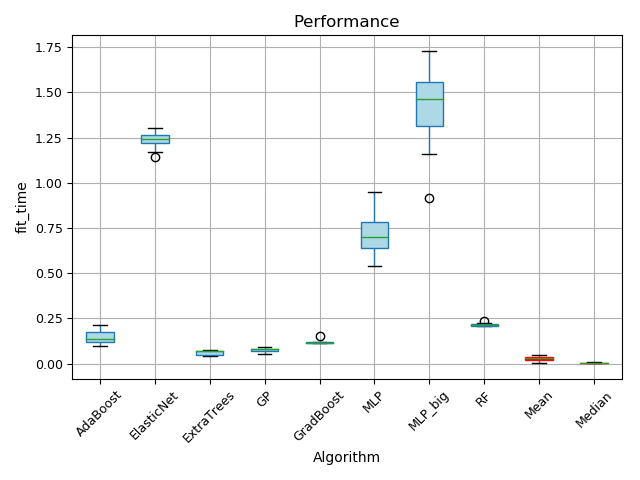 Performance
fit_time
1.75
1.50
1.25
1.00
0.75
0.50
0.25
0.00
AdaBoost
ElasticNet
ExtraTrees
GP
GradBoost
MLP
MLP_big
RF
Mean
Median
Algorithm